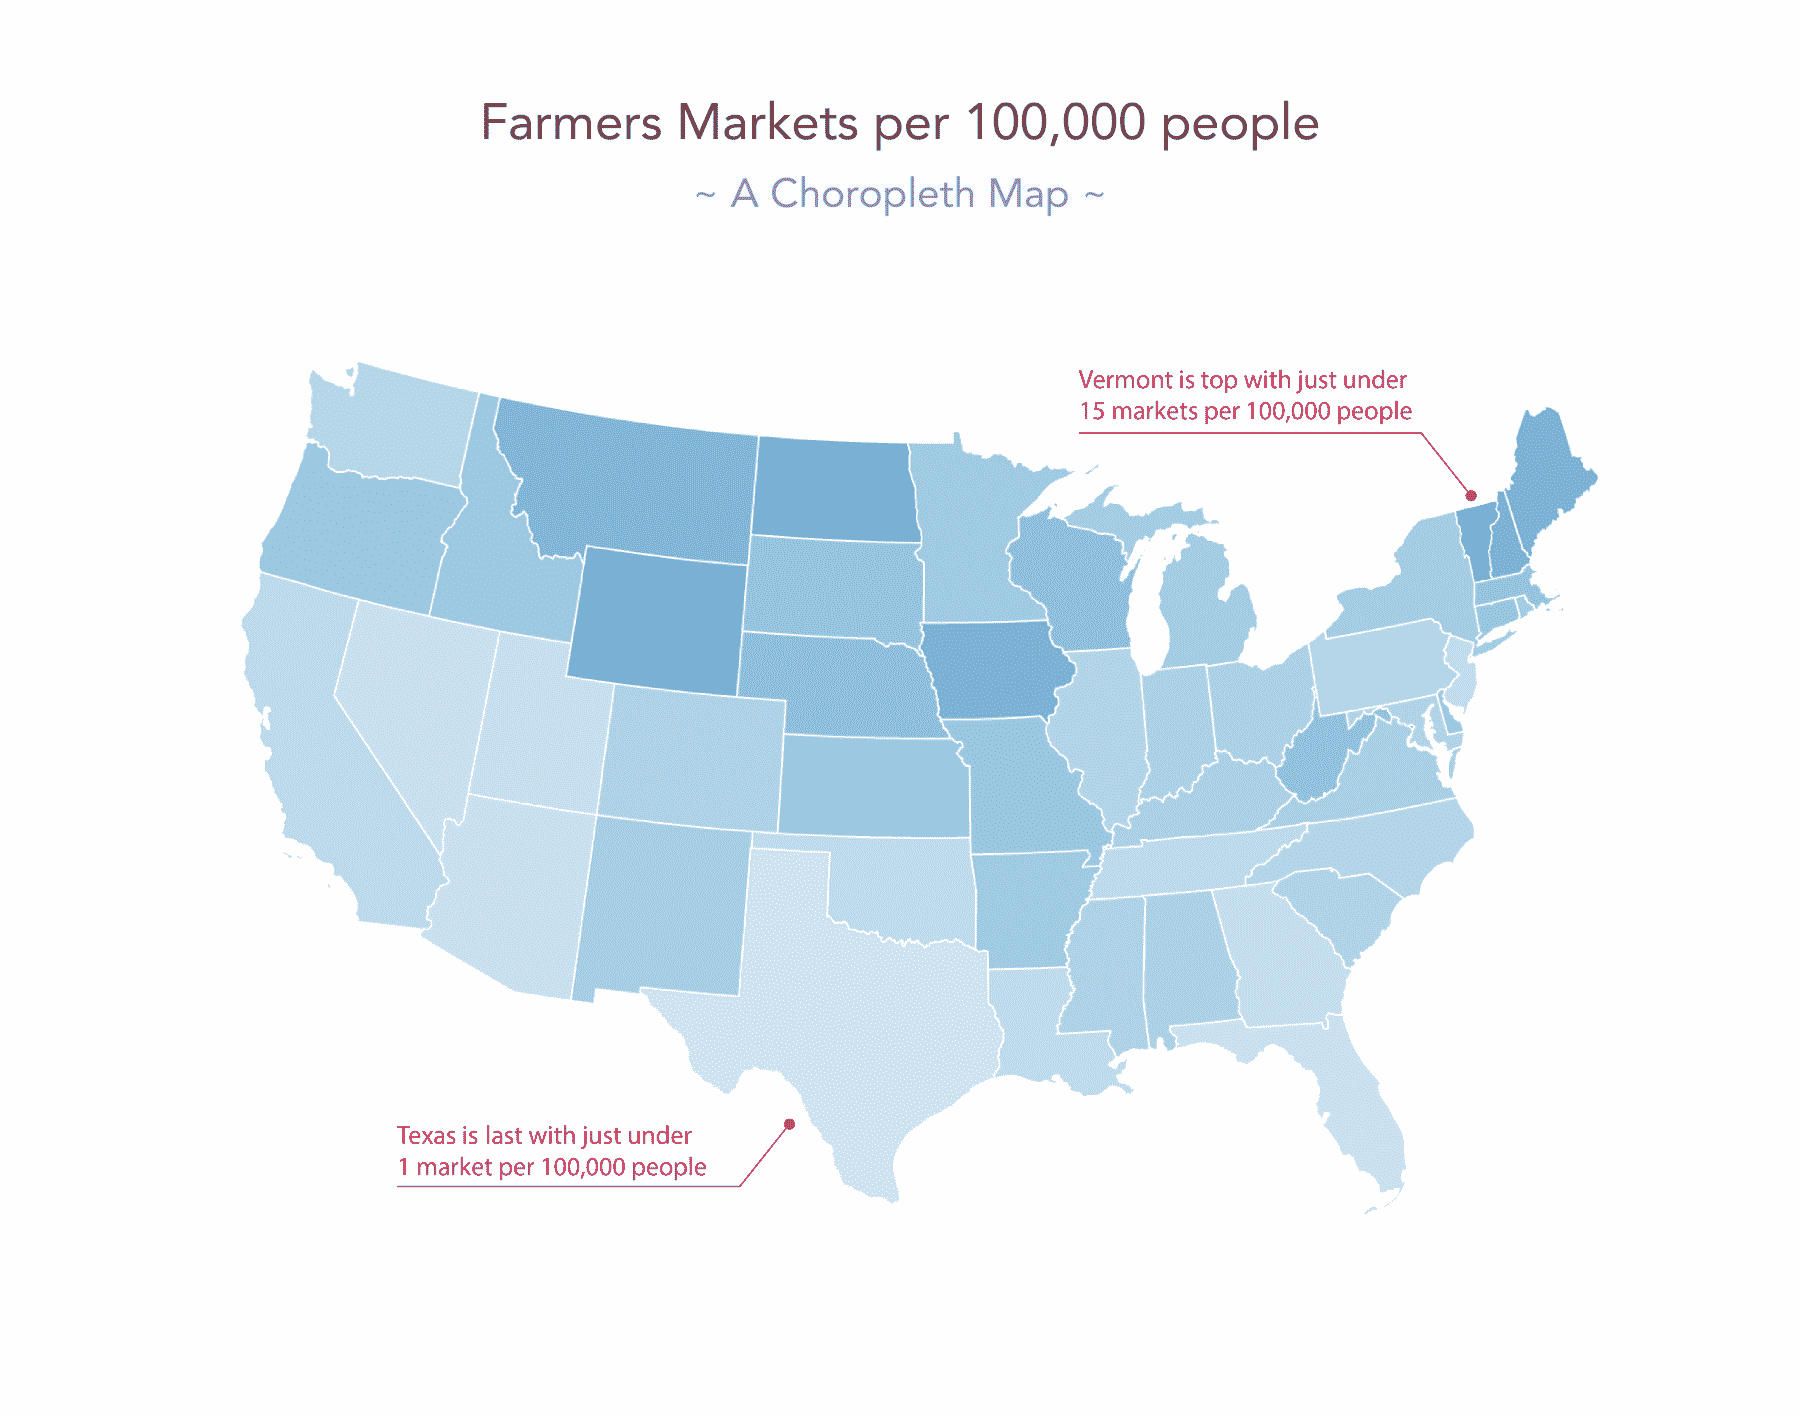 Farmers Markets per 100,000 people
~ A Choropleth Map ~
Vermont is top with just under
15 markets per 100,000 people
Texas is last with just under
1 market per 100,000 people